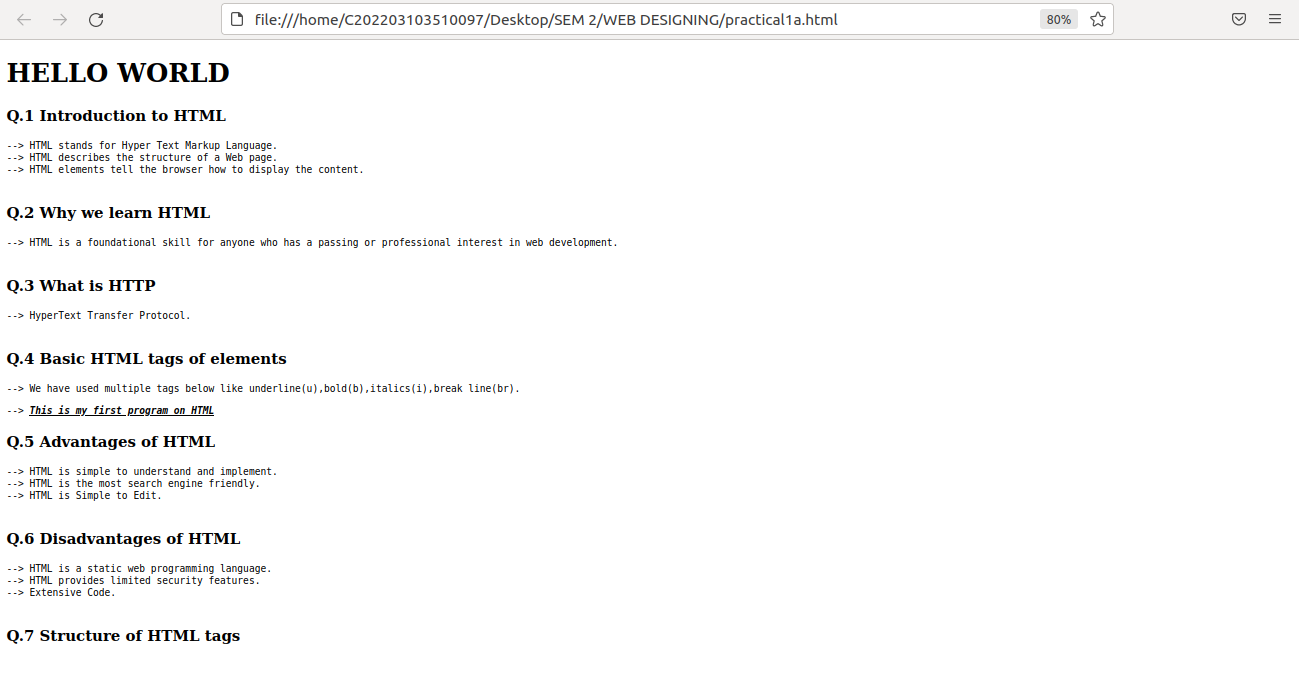 file:///home/C202203103510097/Desktop/SEM 2/WEB DESIGNING/practical1a.html 80%
HELLO WORLD
Q.1 Introduction to HTML
--> HTML stands for Hyper Text Markup Language.
--> HTML describes the structure of a Web page.
--> HTML elements tell the browser how to display the content.
Q.2 Why we learn HTML
--> HTML is a foundational skill for anyone who has a passing or professional interest in web development.
Q.3 What is HTTP
--> HyperText Transfer Protocol.
Q.4 Basic HTML tags of elements
--> We have used multiple tags below like underline(u),bold(b),italics(i),break line(br).
--> This is my first program on HTML
Q.5 Advantages of HTML
--> HTML is simple to understand and implement.
--> HTML is the most search engine friendly.
--> HTML is Simple to Edit.
Q.6 Disadvantages of HTML
--> HTML is a static web programming language.
--> HTML provides limited security features.
--> Extensive Code.
Q.7 Structure of HTML tags